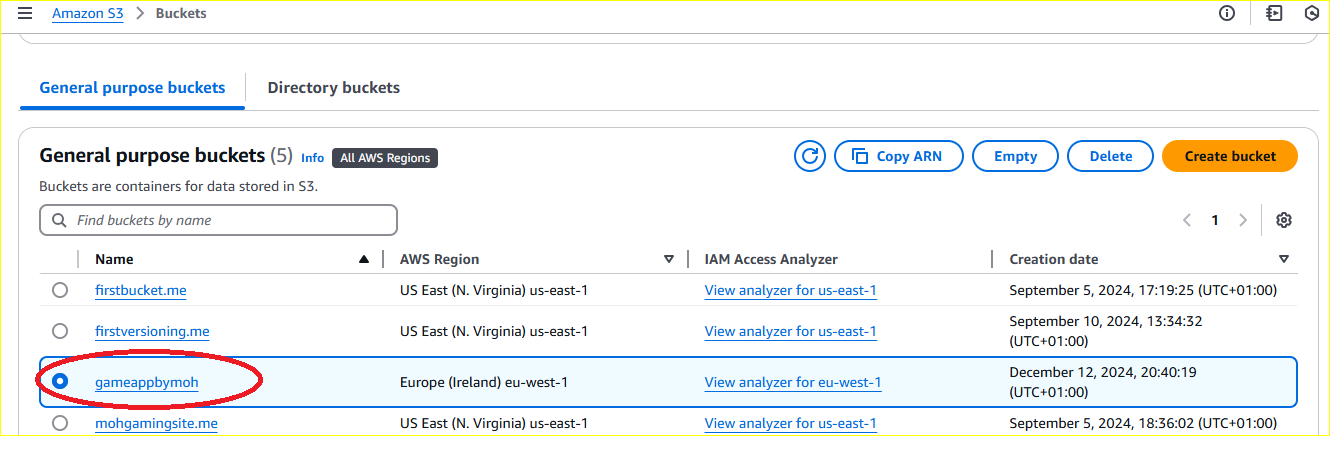 Amazon S3 > Buckets
General purpose buckets Directory buckets
General purpose buckets (5) Info All AWS Regions Copy ARN Empty Delete Create bucket
Buckets are containers for data stored in S3.
Find buckets by name 1
Name AWS Region IAM Access Analyzer Creation date
firstbucket.me US East (N. Virginia) us-east-1 View analyzer for us-east-1 September 5, 2024, 17:19:25 (UTC+01:00)
firstversioning.me US East (N. Virginia) us-east-1 View analyzer for us-east-1 September 10, 2024, 13:34:32
(UTC+01:00)
gameappbymoh Europe (Ireland) eu-west-1 View analyzer for eu-west-1 December 12, 2024, 20:40:19
(UTC+01:00)
mohgamingsite.me US East (N. Virginia) us-east-1 View analyzer for us-east-1 September 5, 2024, 18:36:02 (UTC+01:00)